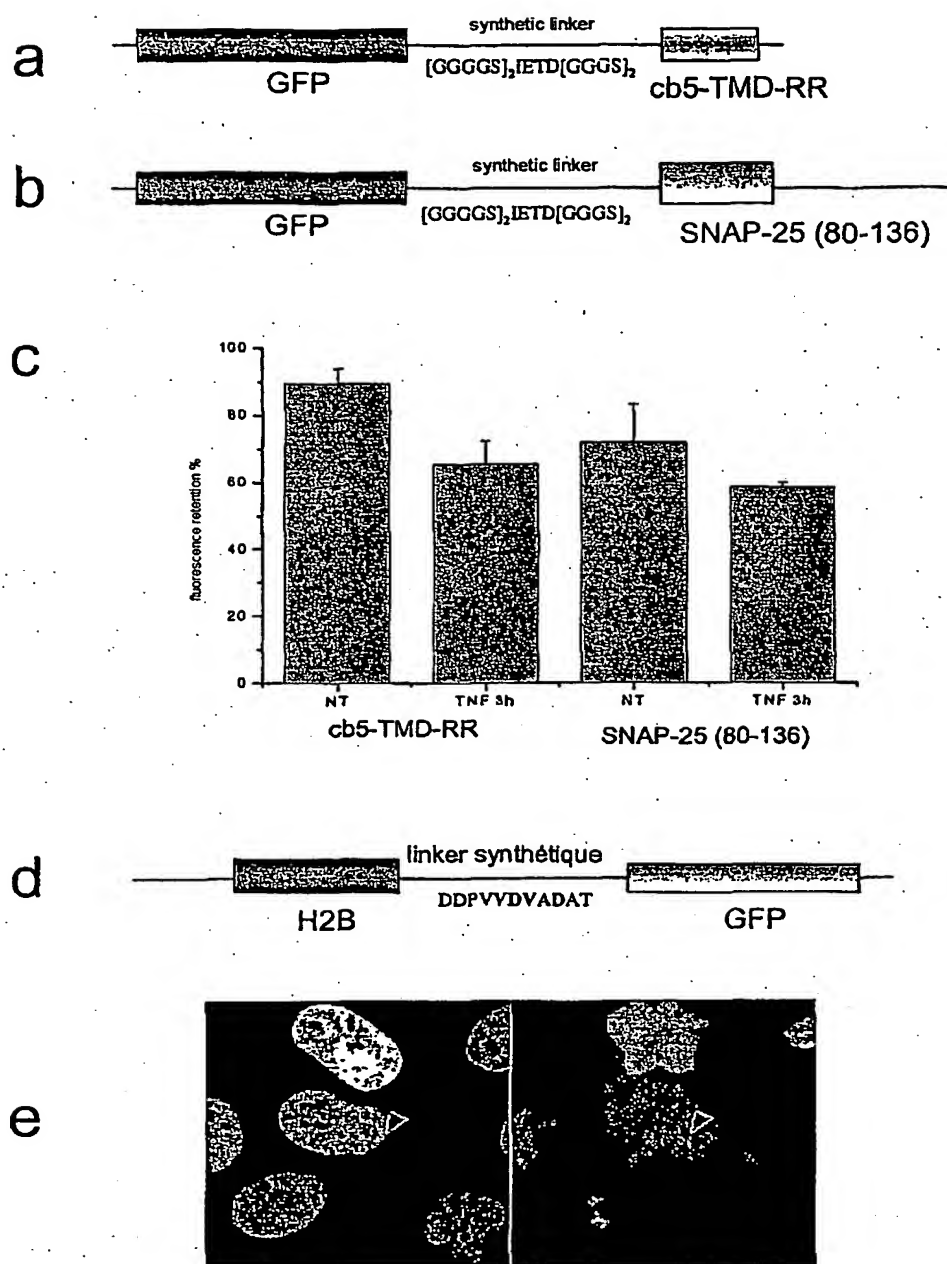 a
synthetic linker
[GGGGS]₂IETD[GGGS]₂
GFP
cb5-TMD-RR
b
synthetic linker
[GGGGS]₂IETD[GGGS]₂
GFP
SNAP-25 (80-136)
c
fluorescence retention %
100
80
60
40
20
0
NT
TNF 3h
NT
TNF 3h
cb5-TMD-RR
SNAP-25 (80-136)
d
linker synthétique
DDPVVDVADAT
H2B
GFP
e